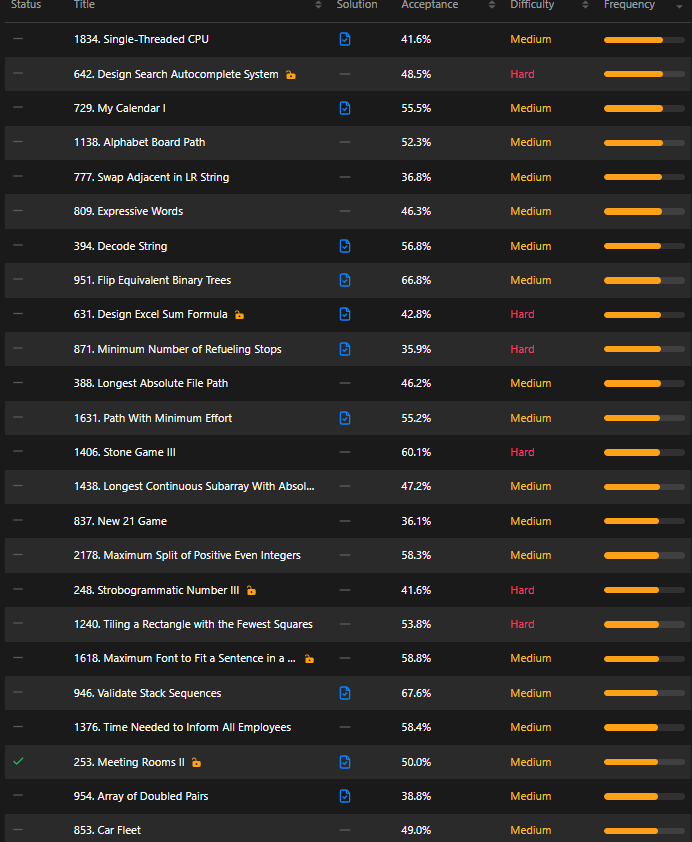 Status Title Solution Acceptance Difficulty Frequency
1834. Single-Threaded CPU 41.6% Medium
642. Design Search Autocomplete System 48.5% Hard
729. My Calendar I 55.5% Medium
1138. Alphabet Board Path 52.3% Medium
777. Swap Adjacent in LR String 36.8% Medium
809. Expressive Words 46.3% Medium
394. Decode String 56.8% Medium
951. Flip Equivalent Binary Trees 66.8% Medium
631. Design Excel Sum Formula 42.8% Hard
871. Minimum Number of Refueling Stops 35.9% Hard
388. Longest Absolute File Path 46.2% Medium
1631. Path With Minimum Effort 55.2% Medium
1406. Stone Game III 60.1% Hard
1438. Longest Continuous Subarray With Absol... 47.2% Medium
837. New 21 Game 36.1% Medium
2178. Maximum Split of Positive Even Integers 58.3% Medium
248. Strobogrammatic Number III 41.6% Hard
1240. Tiling a Rectangle with the Fewest Squares 53.8% Hard
1618. Maximum Font to Fit a Sentence in a ... 58.8% Medium
946. Validate Stack Sequences 67.6% Medium
1376. Time Needed to Inform All Employees 58.4% Medium
253. Meeting Rooms II 50.0% Medium
954. Array of Doubled Pairs 38.8% Medium
853. Car Fleet 49.0% Medium